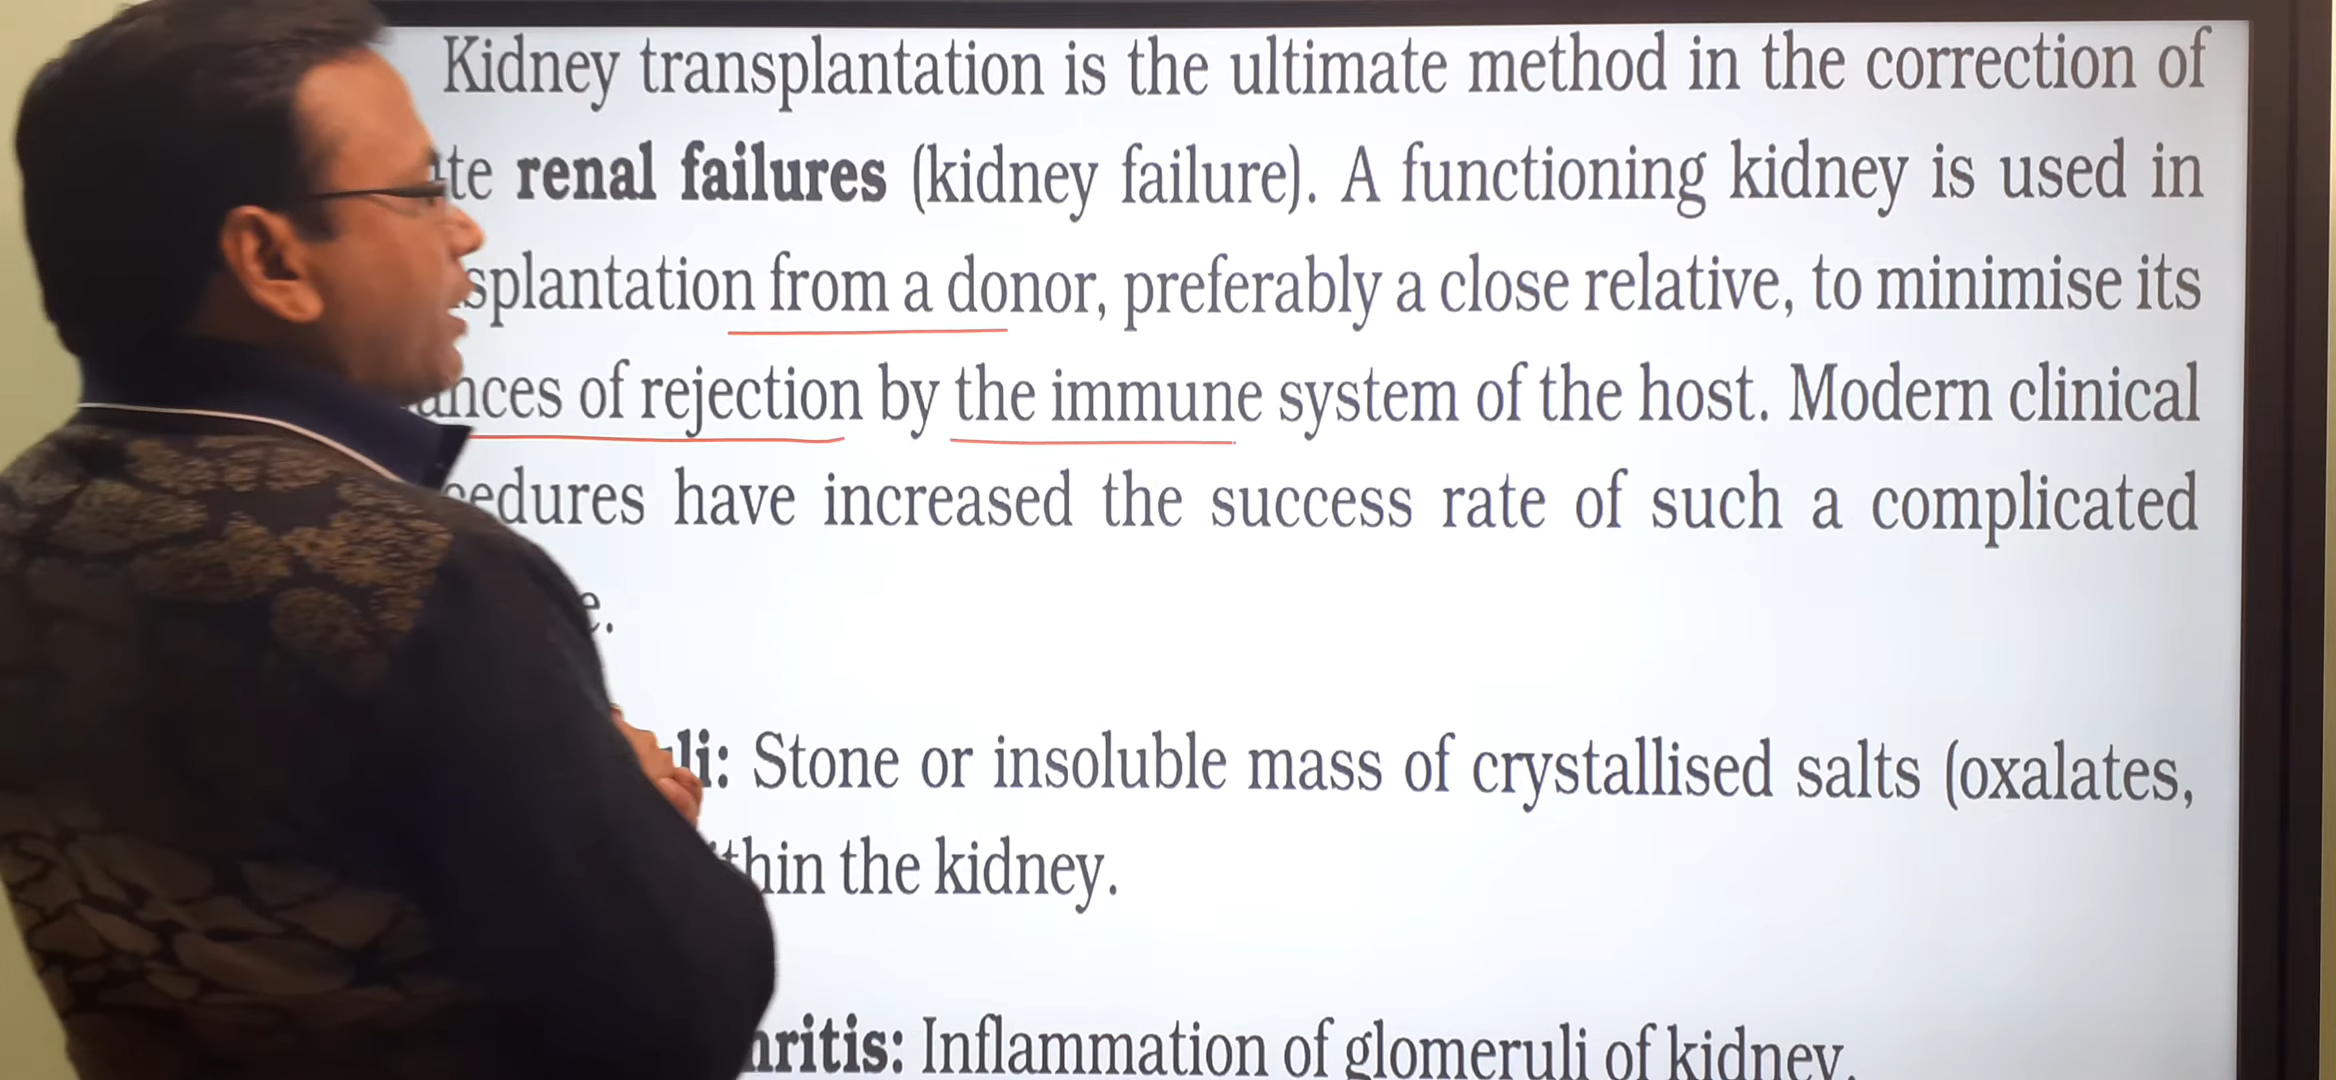 Kidney transplantation is the ultimate method in the correction of
renal failures (kidney failure). A functioning kidney is used in
from a donor, preferably a close relative, to minimise its
of rejection by the immune system of the host. Modern clinical
have increased the success rate of such a complicated
Stone or insoluble mass of crystallised salts (oxalates,
the kidney.
Inflammation of glomeruli of kidney.